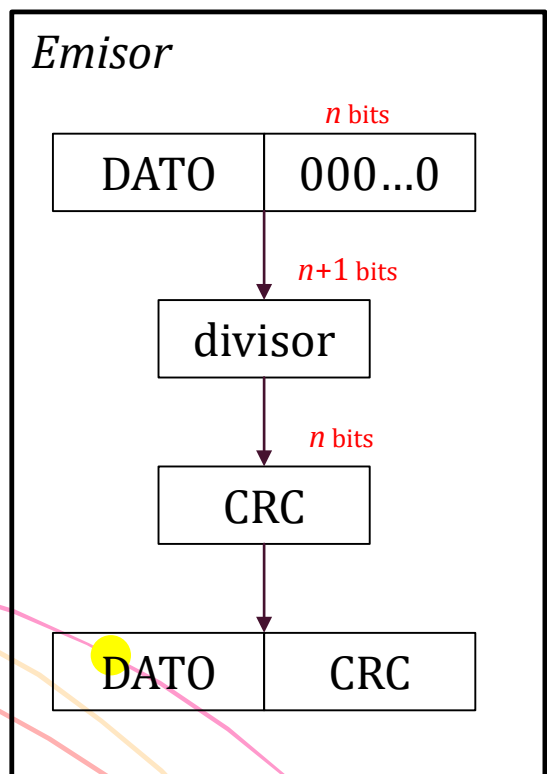 Emisor
n bits
DATO 000...0
n+1 bits
divisor
n bits
CRC
DATO CRC